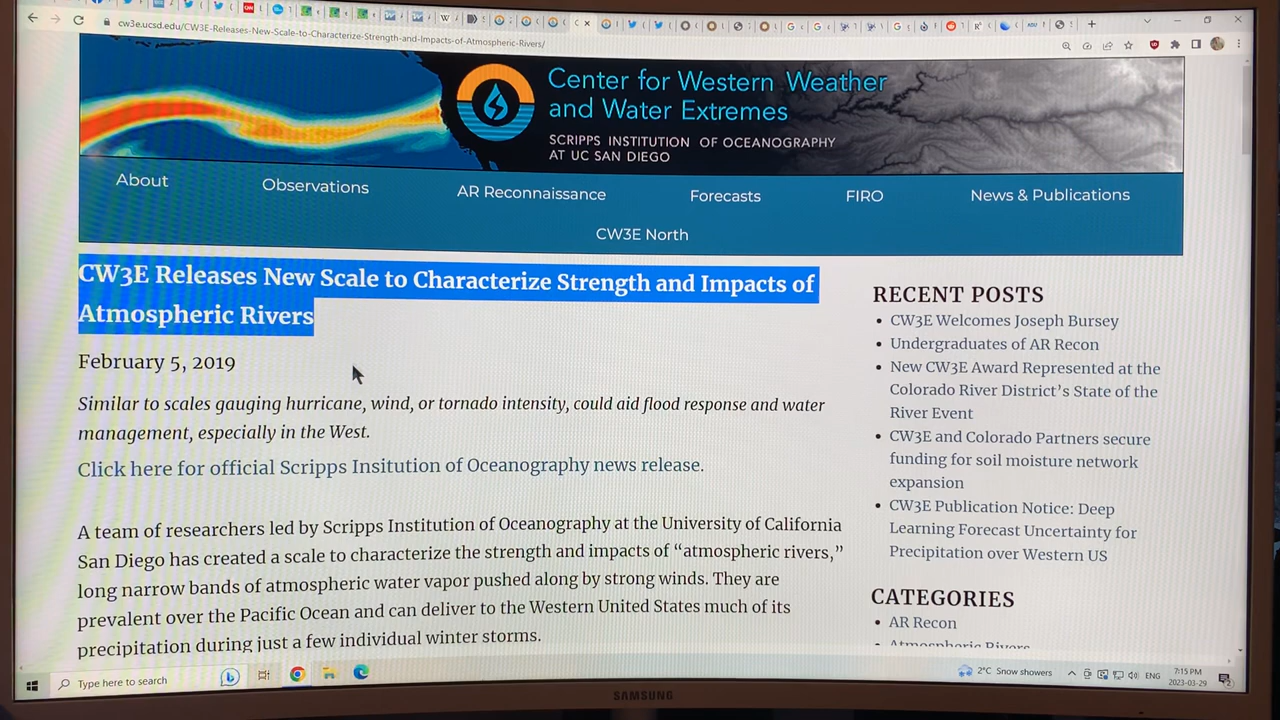 cw3e.ucsd.edu/CW3E-Releases-New-Scale-to-Characterize-Strength-and-Impacts-of-Atmospheric-Rivers/
Center for Western Weather
and Water Extremes
SCRIPPS INSTITUTION OF OCEANOGRAPHY
AT UC SAN DIEGO
About
Observations
AR Reconnaissance
Forecasts
FIRO
News & Publications
CW3E North
CW3E Releases New Scale to Characterize Strength and Impacts of
Atmospheric Rivers
February 5, 2019
Similar to scales gauging hurricane, wind, or tornado intensity, could aid flood response and water
management, especially in the West.
Click here for official Scripps Insitution of Oceanography news release.
A team of researchers led by Scripps Institution of Oceanography at the University of California
San Diego has created a scale to characterize the strength and impacts of “atmospheric rivers,”
long narrow bands of atmospheric water vapor pushed along by strong winds. They are
prevalent over the Pacific Ocean and can deliver to the Western United States much of its
precipitation during just a few individual winter storms.
RECENT POSTS
CW3E Welcomes Joseph Bursey
Undergraduates of AR Recon
New CW3E Award Represented at the
Colorado River District’s State of the
River Event
CW3E and Colorado Partners secure
funding for soil moisture network
expansion
CW3E Publication Notice: Deep
Learning Forecast Uncertainty for
Precipitation over Western US
CATEGORIES
AR Recon
Atmospheric Rivers
Type here to search
2°C Snow showers
ENG
7:15 PM
2023-03-29
SAMSUNG